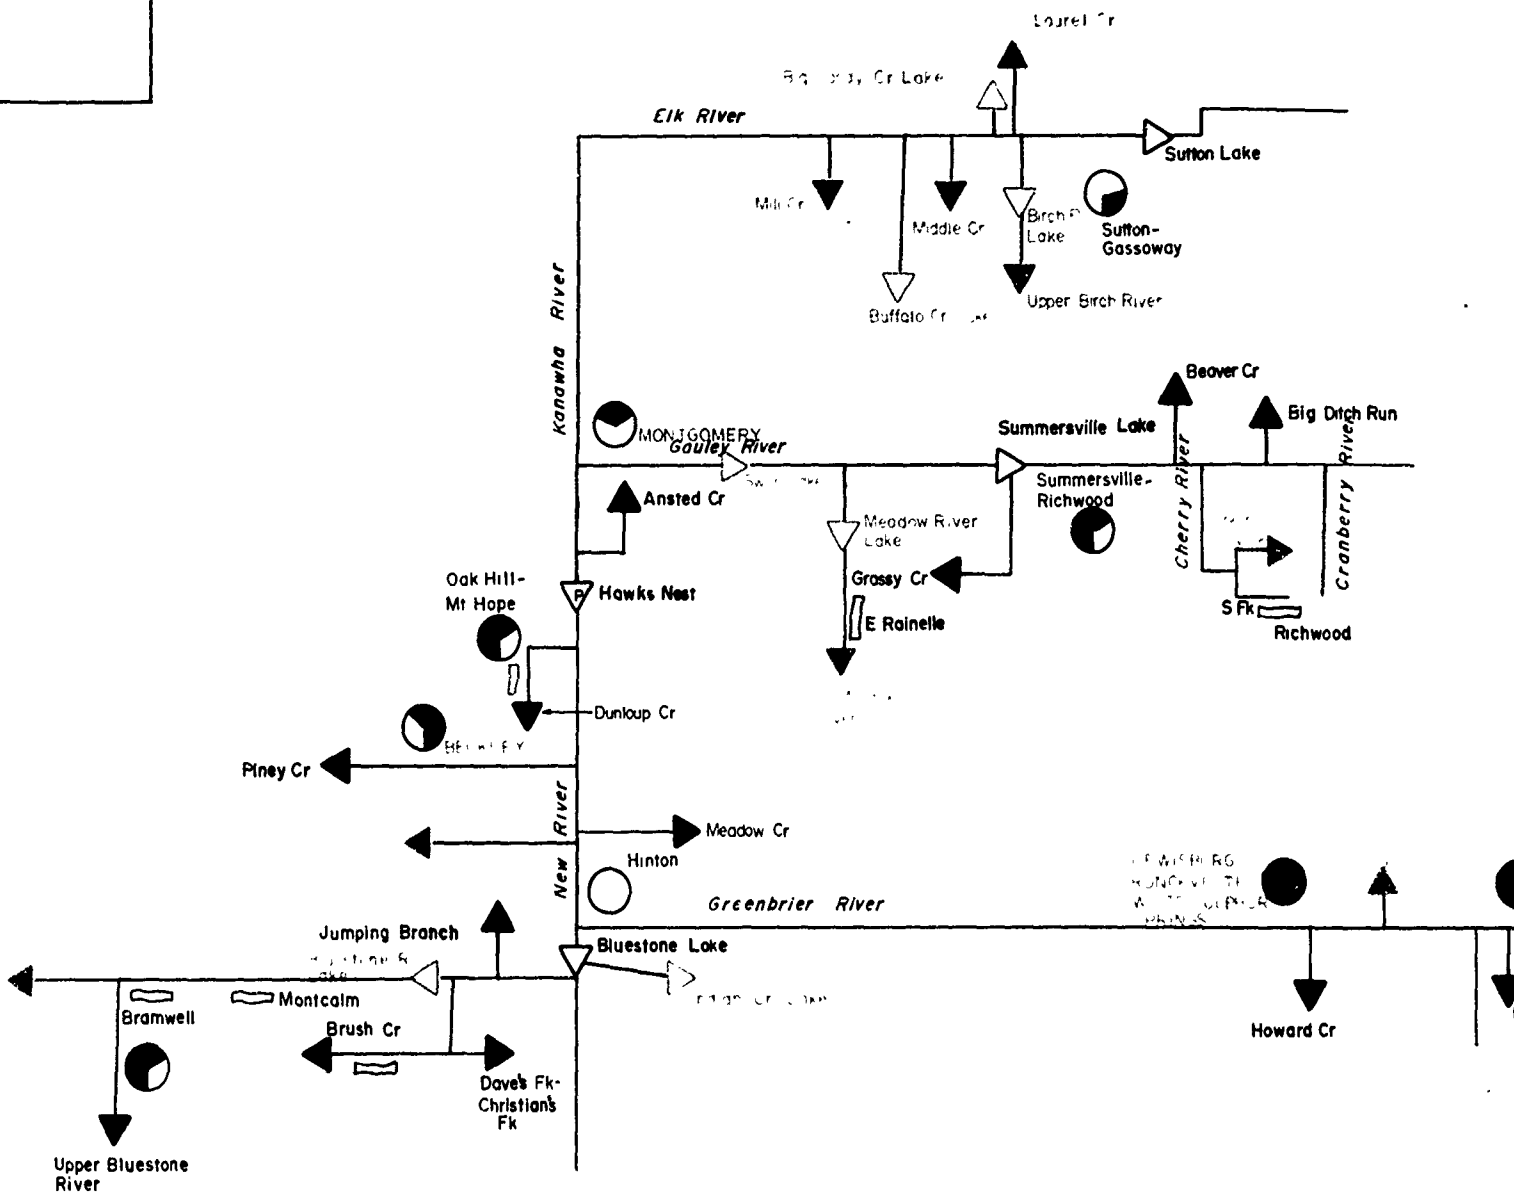 Laurel Cr
Cr Lake
Elk River
Sutton Lake
Mill Cr
Middle Cr
Birch
Lake
Sutton-
Gassoway
Buffalo Cr
Upper Birch River
Kanawha River
Beaver Cr
Big Ditch Run
MONTGOMERY
Gauley River
Summersville Lake
Summersville-
Richwood
Cherry River
Cranberry River
Ansted Cr
Meadow River
Lake
Grassy Cr
Oak Hill-
Mt Hope
Hawks Nest
P
E Rainelle
S Fk
Richwood
Dunloup Cr
Piney Cr
New River
Meadow Cr
Hinton
Greenbrier River
Jumping Branch
Bluestone Lake
Lake
Montcalm
Bramwell
Brush Cr
Howard Cr
Dave's Fk-
Christian's
Fk
Upper Bluestone
River